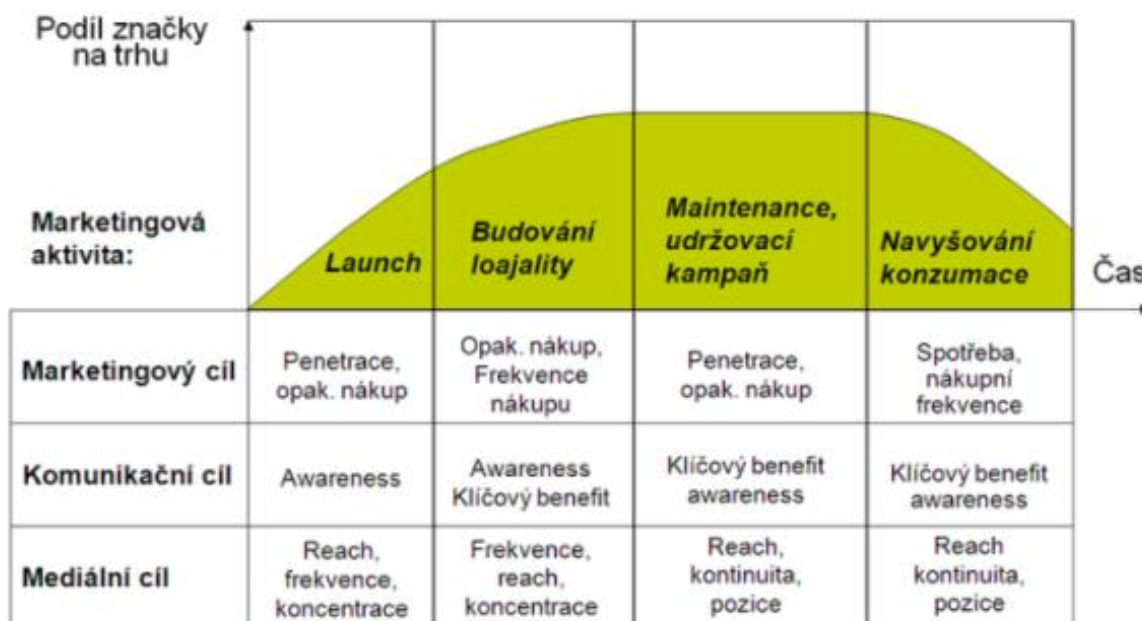 Podíl značky
na trhu
Marketingová
aktivita:
Launch
Budování
loajality
Maintenance,
udržovací
kampaň
Navyšování
konzumace
Čas
Marketingový cíl
Penetrace,
opak. nákup
Opak. nákup,
Frekvence
nákupu
Penetrace,
opak. nákup
Spotřeba,
nákupní
frekvence
Komunikační cíl
Awareness
Awareness
Klíčový benefit
Klíčový benefit
awareness
Klíčový benefit
awareness
Mediální cíl
Reach,
frekvence,
koncentrace
Frekvence,
reach,
koncentrace
Reach,
kontinuita,
pozice
Reach
kontinuita,
pozice